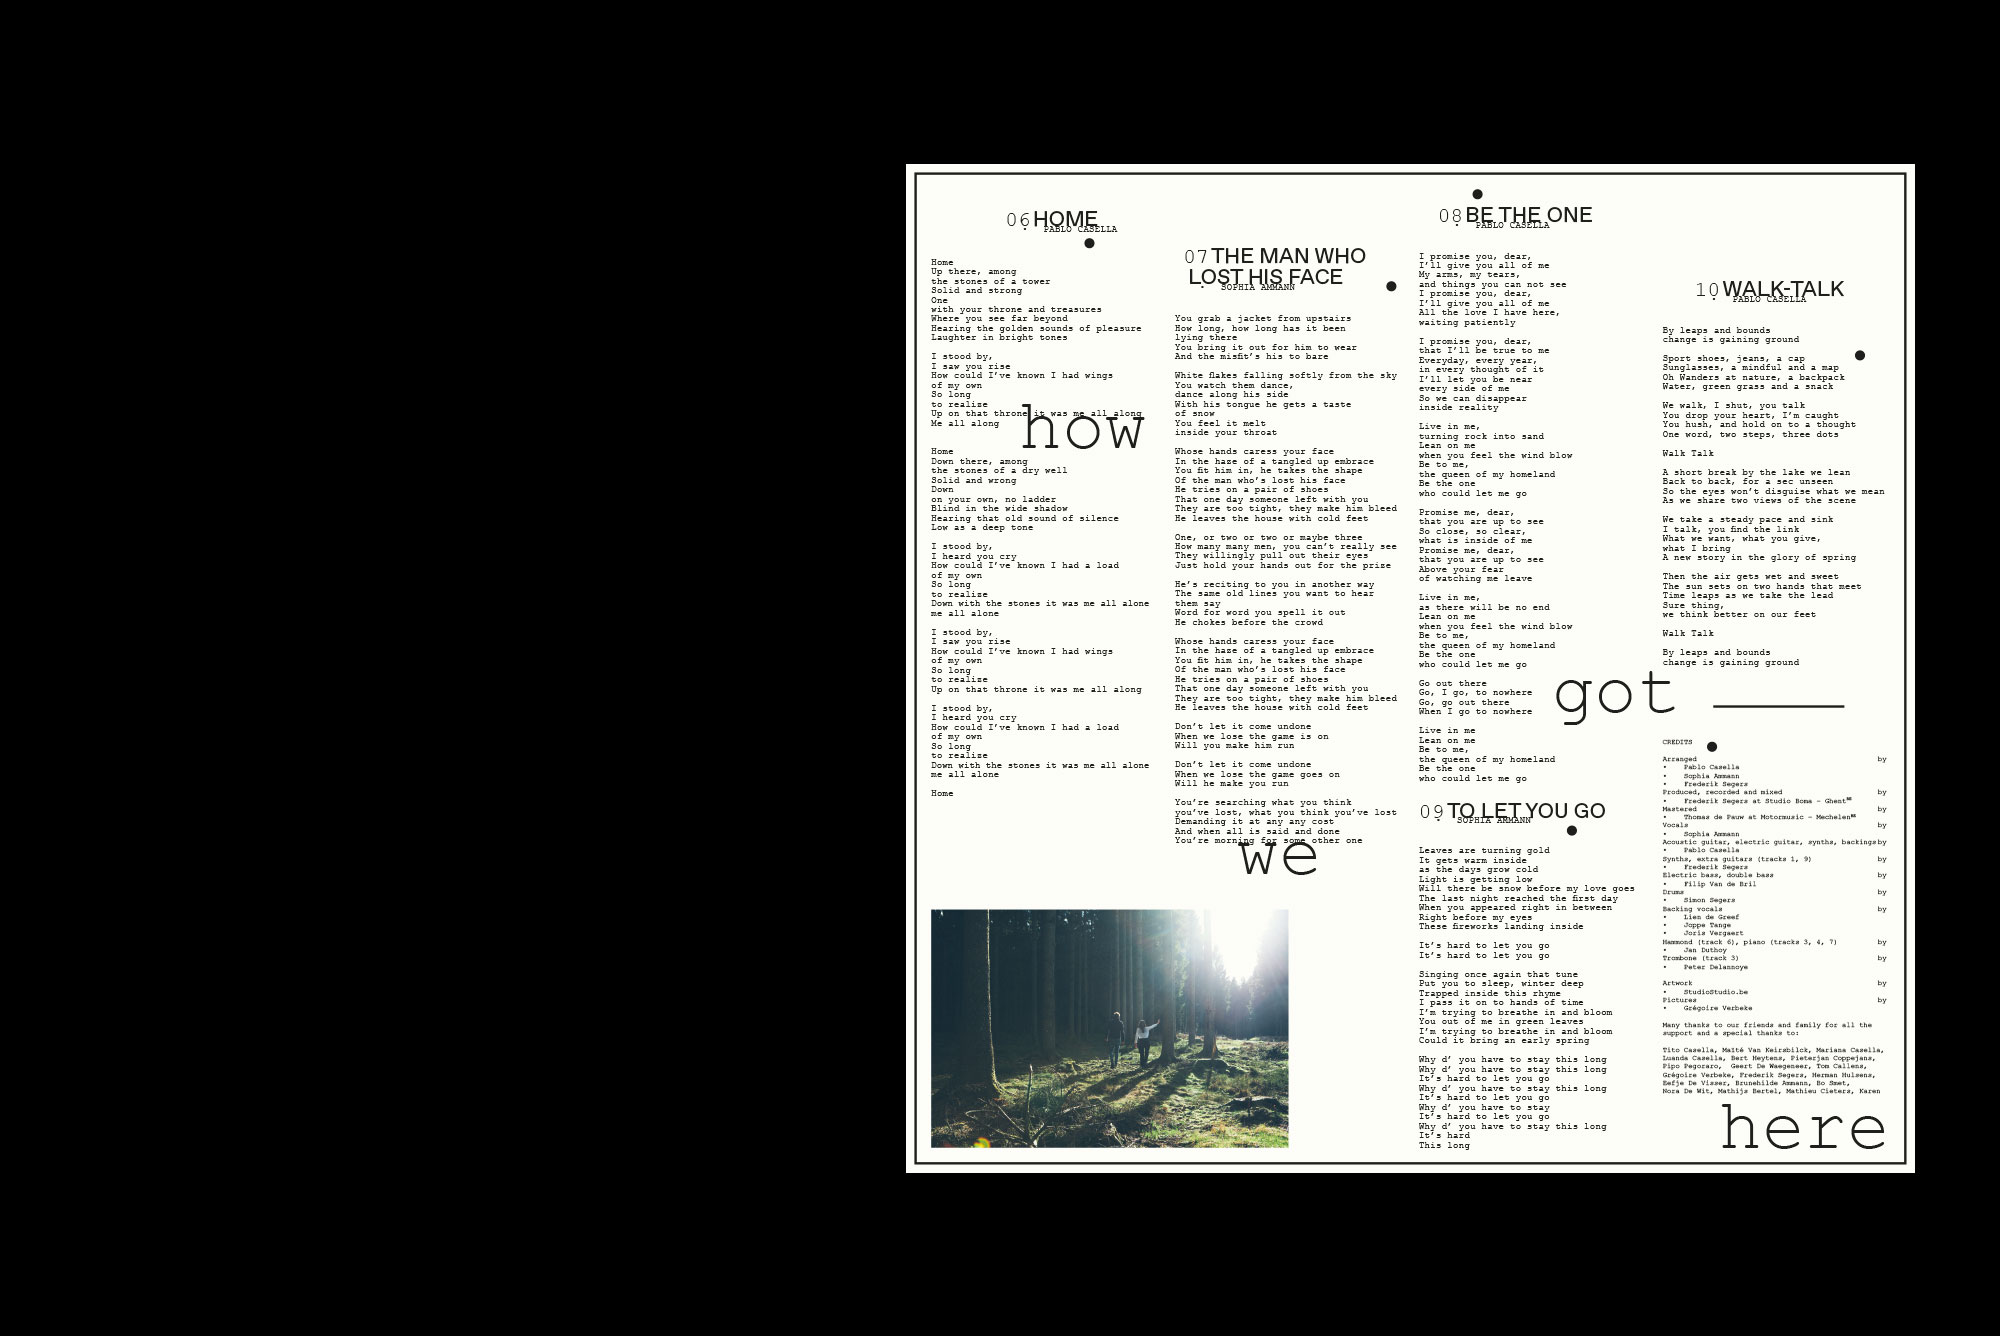 06 HOME
PABLO CASELLA
Home
Up there, among
the stones of a tower
Solid and strong
One
with your throne and treasures
Where you see far beyond
Hearing the golden sounds of pleasure
Laughter in bright tones
I stood by,
I saw you rise
How could I’ve known I had wings
of my own
So long
to realize
Up on that throne it was me all along
Me all along
how
Home
Down there, among
the stones of a dry well
Solid and wrong
Down
on your own, no ladder
Blind in the wide shadow
Hearing that old sound of silence
Low as a deep tone
I stood by,
I heard you cry
How could I’ve known I had a load
of my own
So long
to realize
Down with the stones it was me all alone
me all alone
I stood by,
I saw you rise
How could I’ve known I had wings
of my own
So long
to realize
Up on that throne it was me all along
I stood by,
I heard you cry
How could I’ve known I had a load
of my own
So long
to realize
Down with the stones it was me all alone
me all alone
Home
07 THE MAN WHO
LOST HIS FACE
SOPHIA AMMANN
You grab a jacket from upstairs
How long, how long has it been
lying there
You bring it out for him to wear
And the misfit’s his to bare
White flakes falling softly from the sky
You watch them dance,
dance along his side
With his tongue he gets a taste
of snow
You feel it melt
inside your throat
Whose hands caress your face
In the haze of a tangled up embrace
You fit him in, he takes the shape
Of the man who’s lost his face
He tries on a pair of shoes
That one day someone left with you
They are too tight, they make him bleed
He leaves the house with cold feet
One, or two or two or maybe three
How many many men, you can’t really see
They willingly pull out their eyes
Just hold your hands out for the prize
He’s reciting to you in another way
The same old lines you want to hear
them say
Word for word you spell it out
He chokes before the crowd
Whose hands caress your face
In the haze of a tangled up embrace
You fit him in, he takes the shape
Of the man who’s lost his face
He tries on a pair of shoes
That one day someone left with you
They are too tight, they make him bleed
He leaves the house with cold feet
Don’t let it come undone
When we lose the game is on
Will you make him run
Don’t let it come undone
When we lose the game goes on
Will he make you run
You’re searching what you think
you’ve lost, what you think you’ve lost
Demanding it at any any cost
And when all is said and done
You’re morning for some other one
we
08 BE THE ONE
PABLO CASELLA
I promise you, dear,
I’ll give you all of me
My arms, my tears,
and things you can not see
I promise you, dear,
I’ll give you all of me
All the love I have here,
waiting patiently
I promise you, dear,
that I’ll be true to me
Everyday, every year,
in every thought of it
I’ll let you be near
every side of me
So we can disappear
inside reality
Live in me,
turning rock into sand
Lean on me
when you feel the wind blow
Be to me,
the queen of my homeland
Be the one
who could let me go
Promise me, dear,
that you are up to see
So close, so clear,
what is inside of me
Promise me, dear,
that you are up to see
Above your fear
of watching me leave
Live in me,
as there will be no end
Lean on me
when you feel the wind blow
Be to me,
the queen of my homeland
Be the one
who could let me go
Go out there
Go, I go, to nowhere
Go, go out there
When I go to nowhere
got
Live in me
Lean on me
Be to me,
the queen of my homeland
Be the one
who could let me go
09 TO LET YOU GO
SOPHIA AMMANN
Leaves are turning gold
It gets warm inside
as the days grow cold
Light is getting low
Will there be snow before my love goes
The last night reached the first day
When you appeared right in between
Right before my eyes
These fireworks landing inside
It’s hard to let you go
It’s hard to let you go
Singing once again that tune
Put you to sleep, winter deep
Trapped inside this rhyme
I pass it on to hands of time
I’m trying to breathe in and bloom
You out of me in green leaves
I’m trying to breathe in and bloom
Could it bring an early spring
Why d’ you have to stay this long
Why d’ you have to stay this long
It’s hard to let you go
Why d’ you have to stay this long
It’s hard to let you go
Why d’ you have to stay
It’s hard to let you go
Why d’ you have to stay this long
It’s hard
This long
10 WALK-TALK
PABLO CASELLA
By leaps and bounds
change is gaining ground
Sport shoes, jeans, a cap
Sunglasses, a mindful and a map
Oh Wanders at nature, a backpack
Water, green grass and a snack
We walk, I shut, you talk
You drop your heart, I’m caught
You hush, and hold on to a thought
One word, two steps, three dots
Walk Talk
A short break by the lake we lean
Back to back, for a sec unseen
So the eyes won’t disguise what we mean
As we share two views of the scene
We take a steady pace and sink
I talk, you find the link
What we want, what you give,
what I bring
A new story in the glory of spring
Then the air gets wet and sweet
The sun sets on two hands that meet
Time leaps as we take the lead
Sure thing,
we think better on our feet
Walk Talk
By leaps and bounds
change is gaining ground
CREDITS
Arranged by
• Pablo Casella
• Sophia Ammann
• Frederik Segers
Produced, recorded and mixed by
• Frederik Segers at Studio Boma – Ghent
Mastered by
• Thomas de Pauw at Motormusic – Mechelen
Vocals by
• Sophia Ammann
Acoustic guitar, electric guitar, synths, backings by
• Pablo Casella
Synths, extra guitars (tracks 1, 9) by
• Frederik Segers
Electric bass, double bass by
• Filip Van de Bril
Drums by
• Simon Segers
Backing vocals by
• Lien de Greef
• Joppe Tange
• Joris Vergaert
Hammond (track 6), piano (tracks 3, 4, 7) by
• Jan Duthoy
Trombone (track 3) by
• Peter Delannoye
Artwork by
• StudioStudio.be
Pictures by
• Grégoire Verbeke
Many thanks to our friends and family for all the
support and a special thanks to:
Tito Casella, Maïté Van Keirsbilck, Mariana Casella,
Luanda Casella, Bert Heytens, Pieterjan Coppejans,
Pipo Pegoraro, Geert De Waegeneer, Tom Callens,
Grégoire Verbeke, Frederik Segers, Herman Hulsens,
Eefje De Visser, Brunehilde Ammann, Bo Smet,
Nora De Wit, Mathijs Bertel, Mathieu Cieters, Karen
here